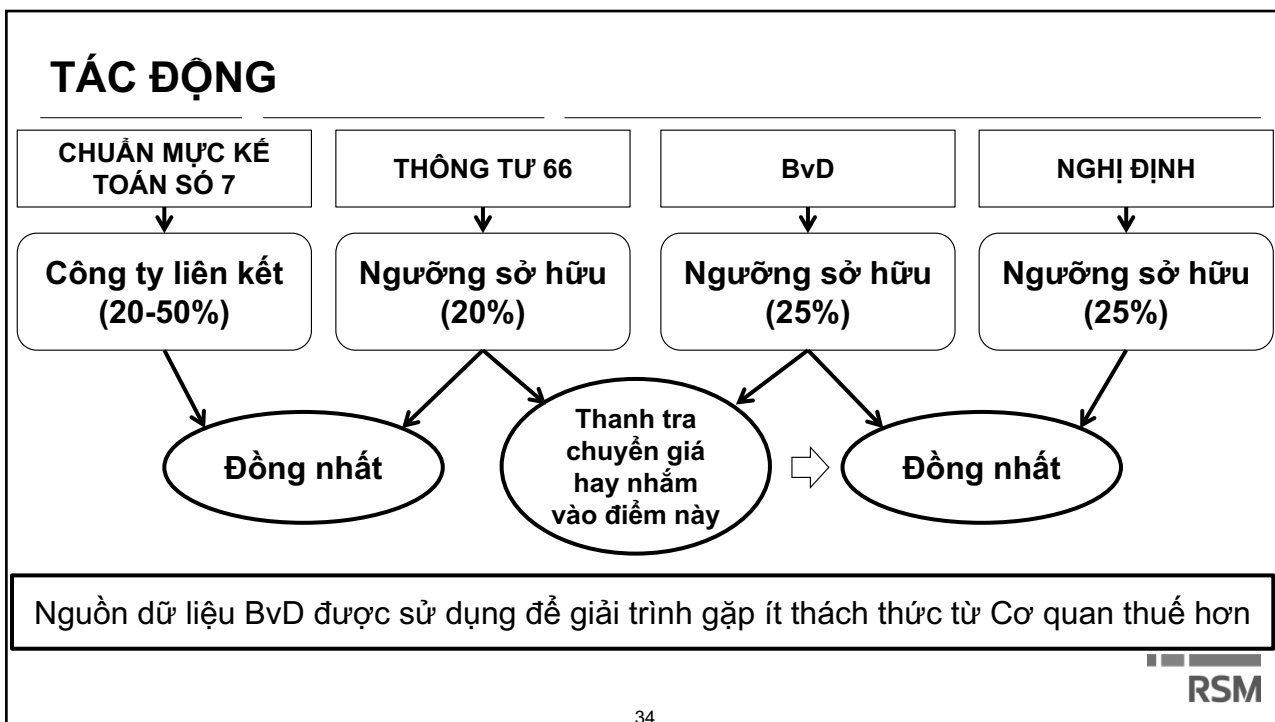 TÁC ĐỘNG
CHUẨN MỰC KẾ
TOÁN SỐ 7
THÔNG TƯ 66
BvD
NGHỊ ĐỊNH
Công ty liên kết
(20-50%)
Ngưỡng sở hữu
(20%)
Ngưỡng sở hữu
(25%)
Ngưỡng sở hữu
(25%)
Đồng nhất
Thanh tra
chuyển giá
hay nhắm
vào điểm này
Đồng nhất
Nguồn dữ liệu BvD được sử dụng để giải trình gặp ít thách thức từ Cơ quan thuế hơn
RSM
34